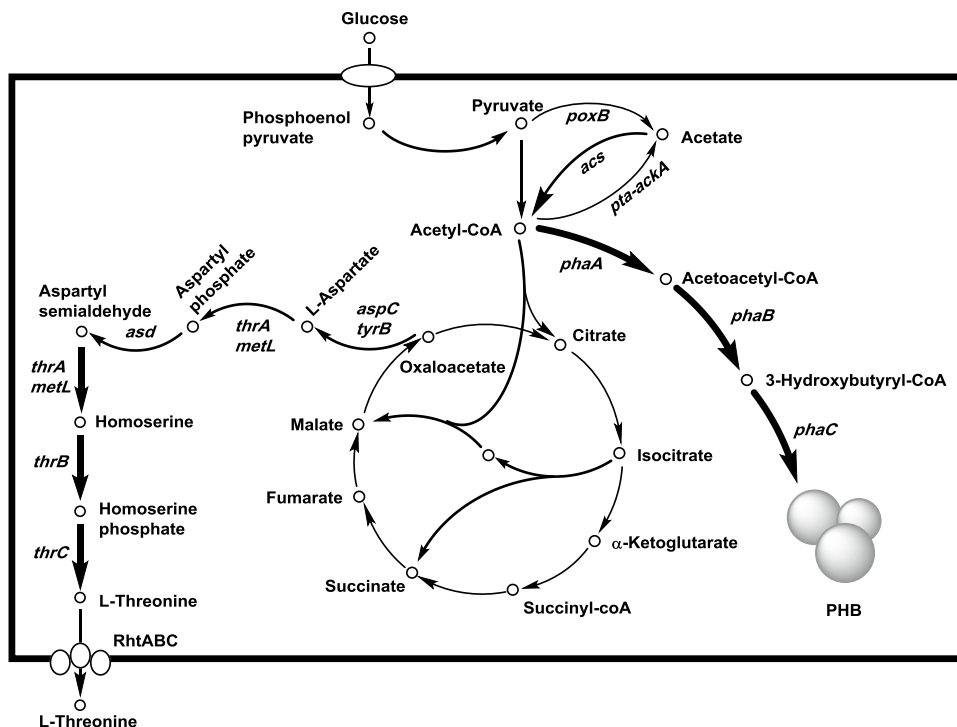 Glucose
Phosphoenol
pyruvate
Pyruvate
poxB
Acetate
acs
pta-ackA
Acetyl-CoA
phaA
Acetoacetyl-CoA
phaB
3-Hydroxybutyryl-CoA
phaC
PHB
Aspartyl
semialdehyde
Aspartyl
phosphate
L-Aspartate
asd
thrA
metL
aspC
tyrB
Oxaloacetate
Citrate
Isocitrate
α-Ketoglutarate
Succinyl-coA
Succinate
Fumarate
Malate
thrA
metL
Homoserine
thrB
Homoserine
phosphate
thrC
L-Threonine
RhtABC
L-Threonine